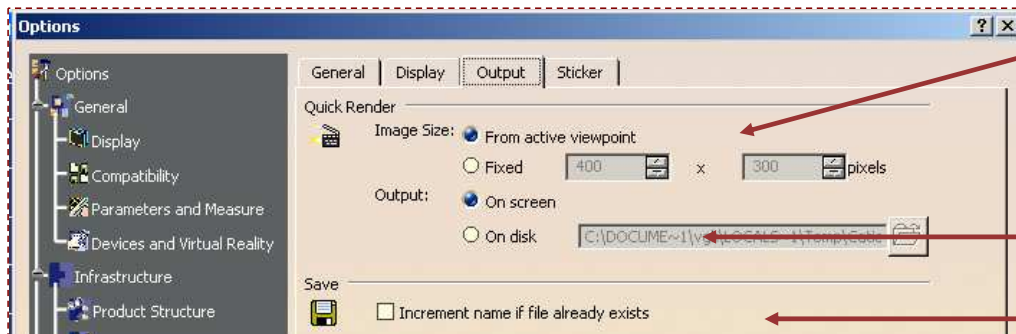 Options
Options
General
Display
Compatibility
Parameters and Measure
Devices and Virtual Reality
Infrastructure
Product Structure
General Display Output Sticker
Quick Render
Image Size: From active viewpoint
Fixed 400 x 300 pixels
Output: On screen
On disk C:\DOCUME~1\
Save
Increment name if file already exists